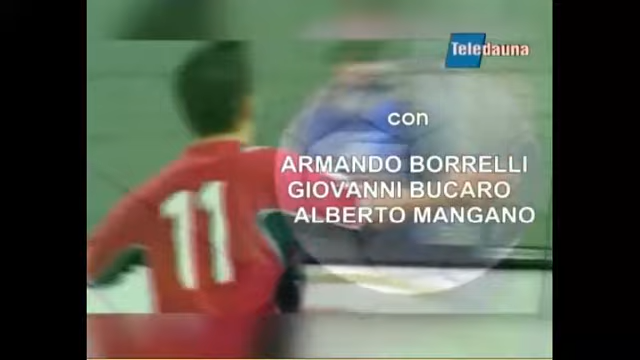 Teledauna
con
ARMANDO BORRELLI
GIOVANNI BUCARO
ALBERTO MANGANO
11